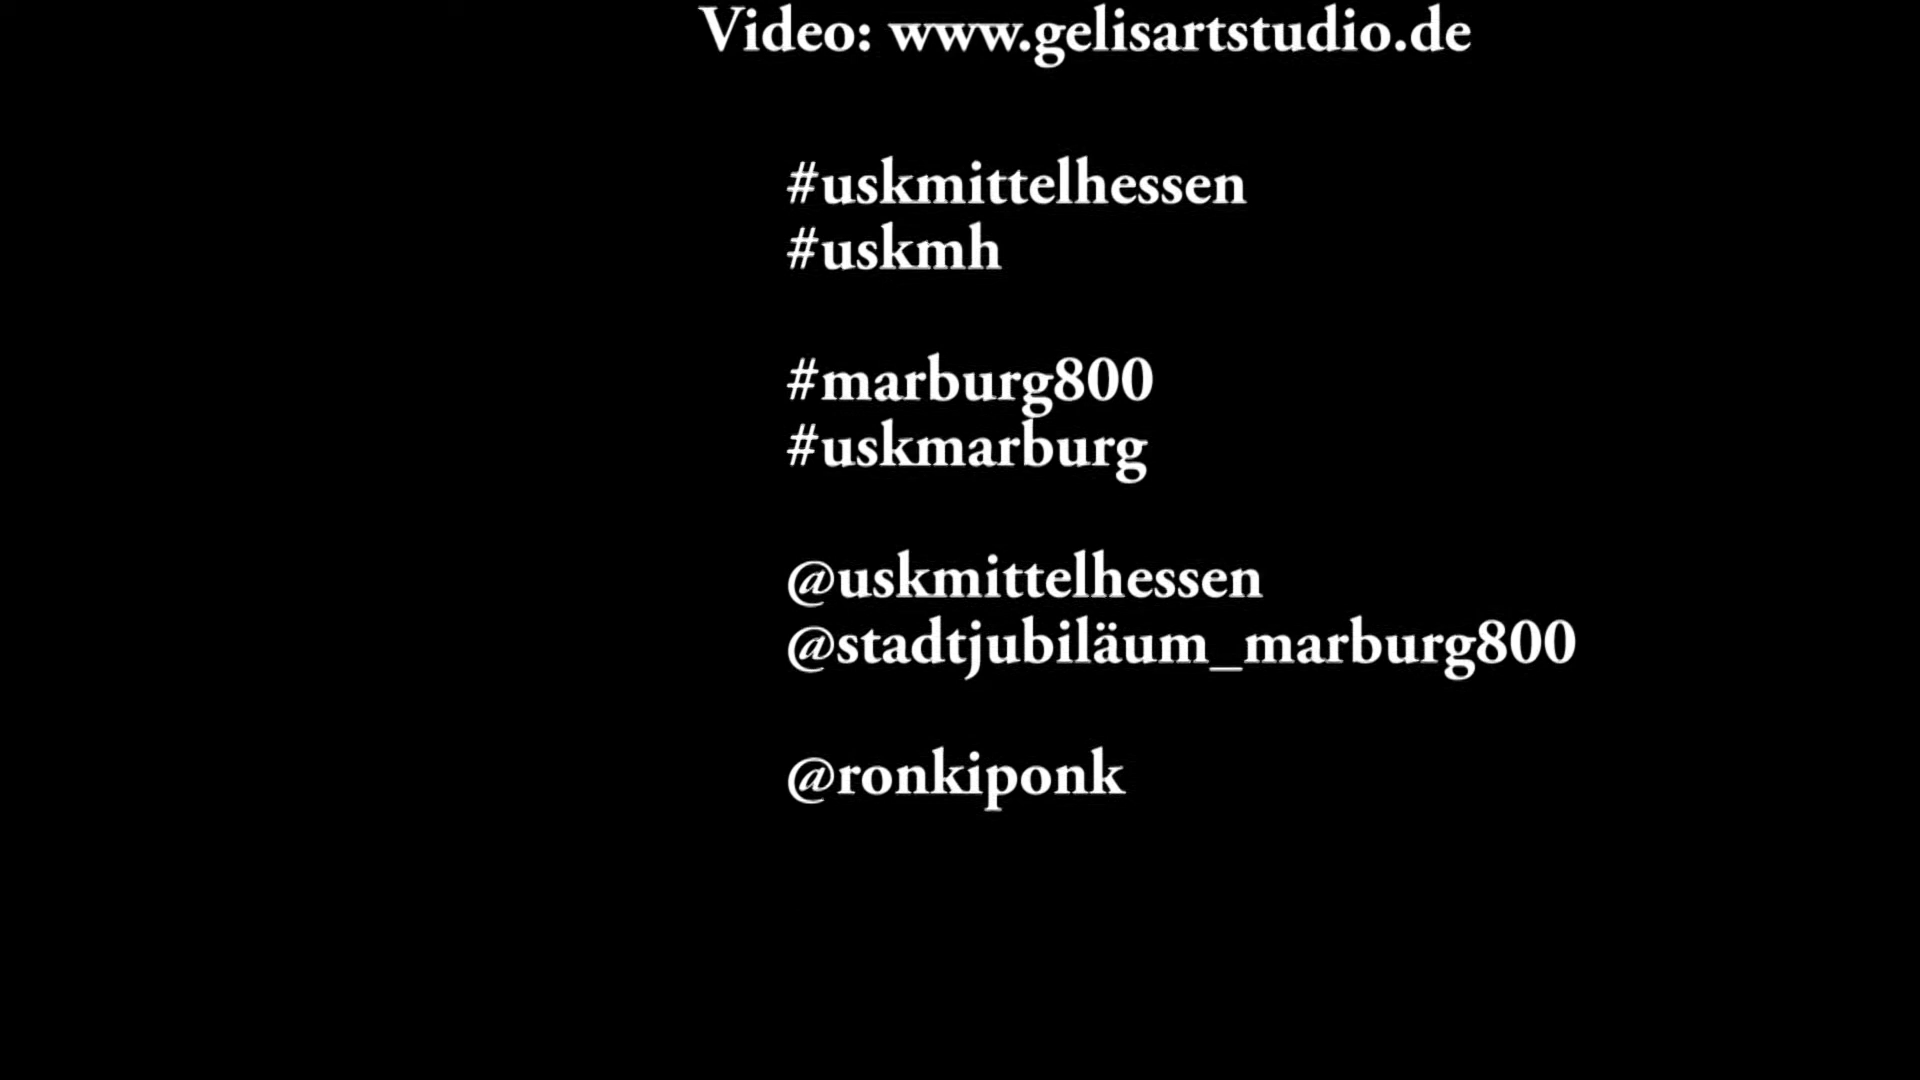 Video: www.gelisartstudio.de
#uskmittelhessen
#uskmh
#marburg800
#uskmarburg
@uskmittelhessen
@stadtjubiläum_marburg800
@ronkiponk